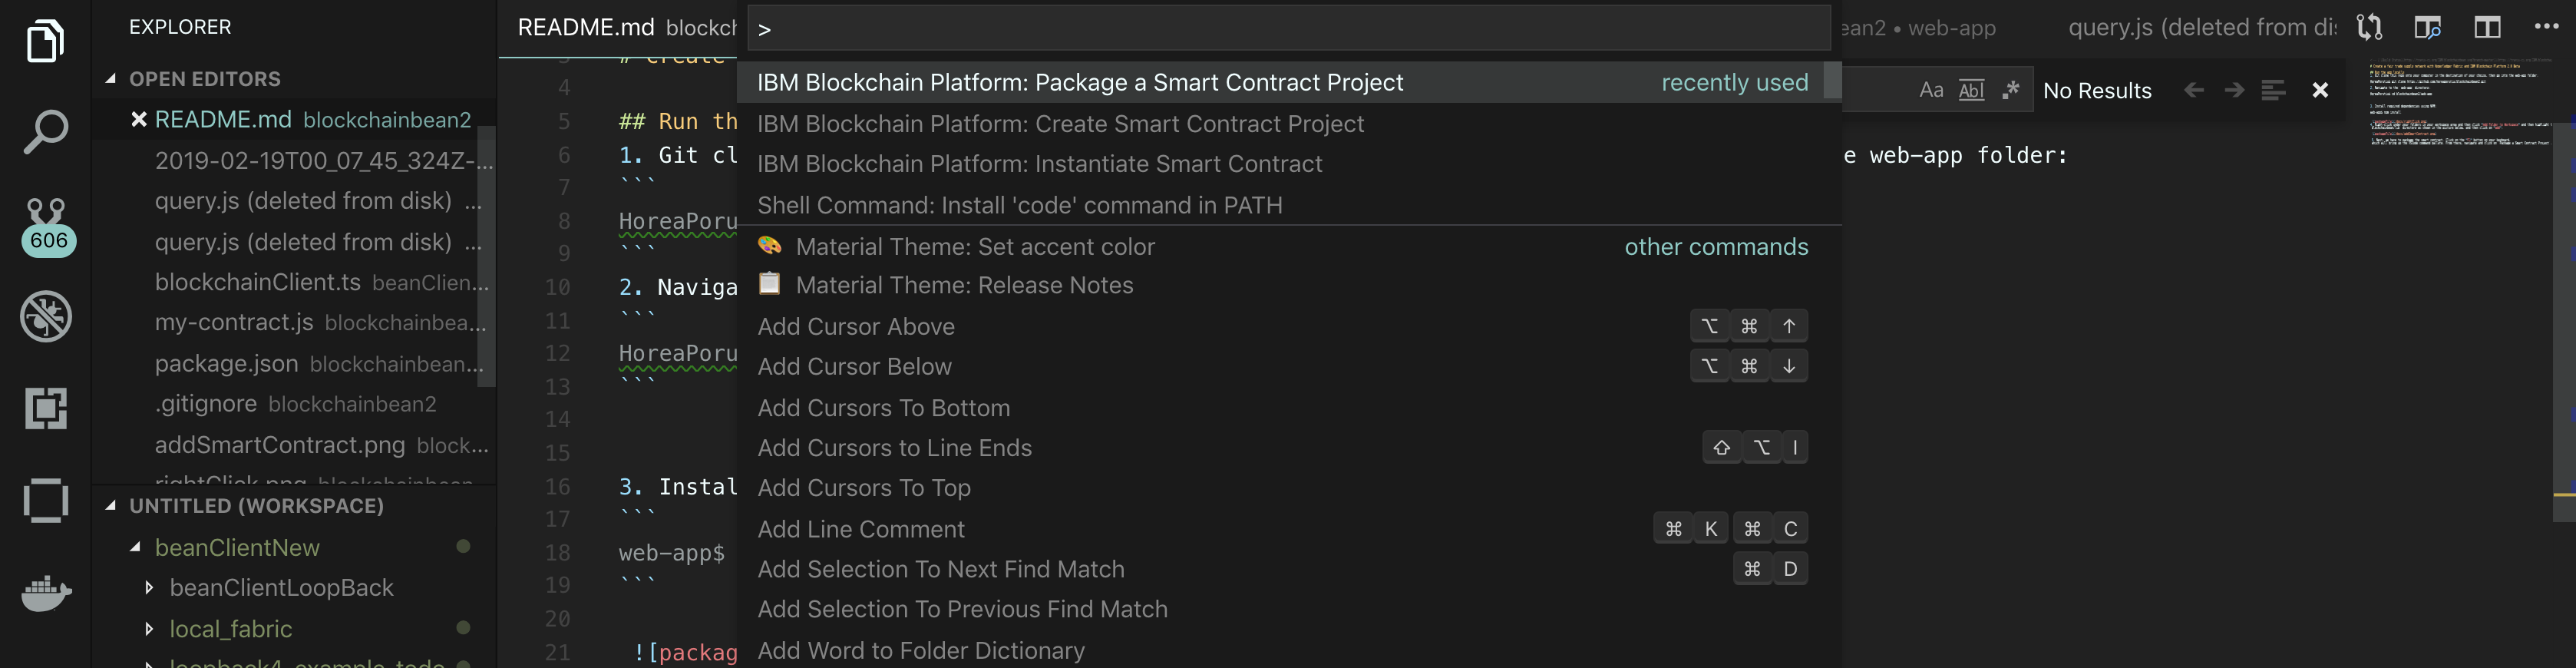 EXPLORER
OPEN EDITORS
README.md blockchainbean2
2019-02-19T00_07_45_324Z-...
query.js (deleted from disk) ...
query.js (deleted from disk) ...
blockchainClient.ts beanClien...
my-contract.js blockchainbea...
package.json blockchainbean...
.gitignore blockchainbean2
addSmartContract.png block...
rightClick.png blockchainbean
606
UNTITLED (WORKSPACE)
beanClientNew
beanClientLoopBack
local_fabric
README.md blockch
ean2 • web-app
query.js (deleted from dis
>
IBM Blockchain Platform: Package a Smart Contract Project recently used
IBM Blockchain Platform: Create Smart Contract Project
IBM Blockchain Platform: Instantiate Smart Contract
Shell Command: Install 'code' command in PATH
🎨 Material Theme: Set accent color other commands
📋 Material Theme: Release Notes
Add Cursor Above ⌥ ⌘ ↑
Add Cursor Below ⌥ ⌘ ↓
Add Cursors To Bottom
Add Cursors to Line Ends ⇧ ⌥ I
Add Cursors To Top
Add Line Comment ⌘ K ⌘ C
Add Selection To Next Find Match ⌘ D
Add Selection To Previous Find Match
Add Word to Folder Dictionary
Aa Abl .* No Results
4
5 ## Run th
6 1. Git cl
e web-app folder:
7 ```
8 HoreaPoru
9 ```
10 2. Naviga
11 ```
12 HoreaPoru
13 ```
14
15
16 3. Instal
17 ```
18 web-app$
19 ```
20
21 ![packag